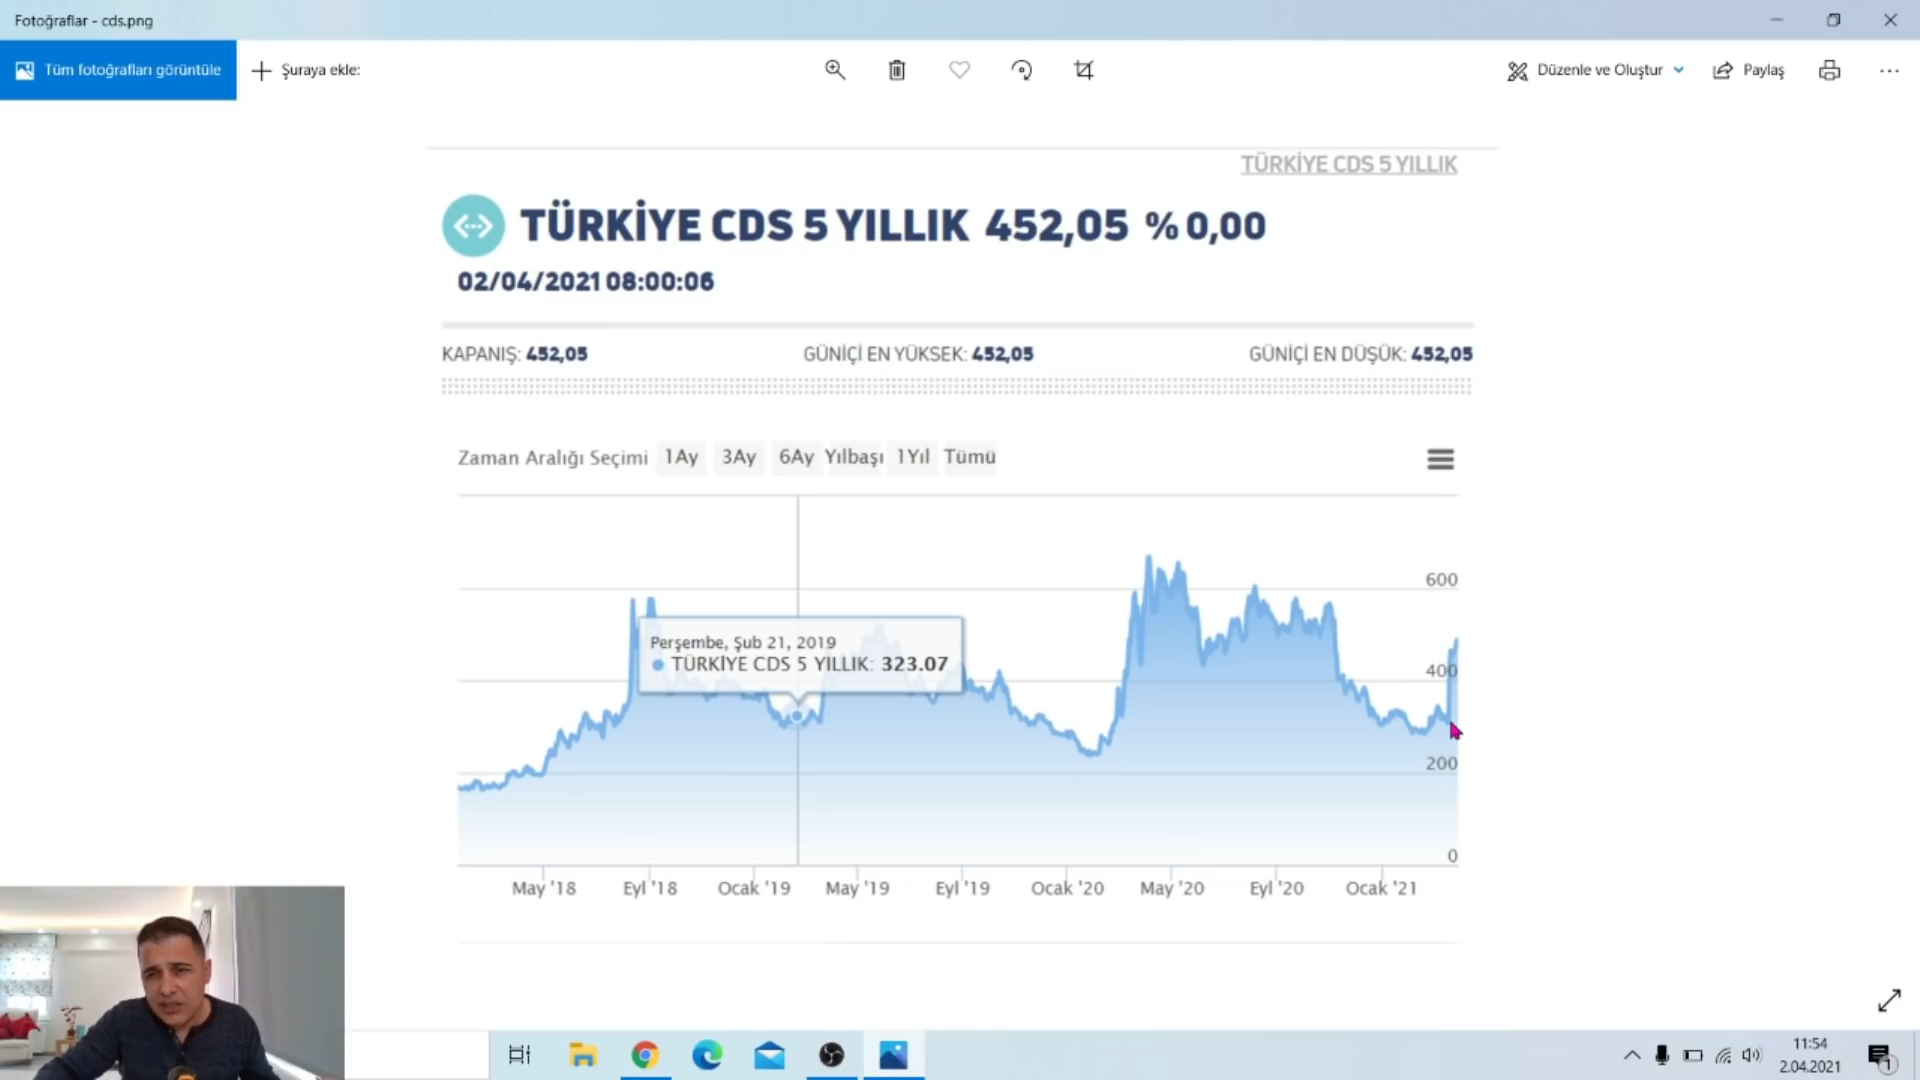 Fotoğraflar - cds.png
Tüm fotoğrafları görüntüle
Şuraya ekle:
Düzenle ve Oluştur
Paylaş
TÜRKİYE CDS 5 YILLIK
TÜRKİYE CDS 5 YILLIK 452,05 % 0,00
02/04/2021 08:00:06
KAPANIŞ: 452,05
GÜNİÇİ EN YÜKSEK: 452,05
GÜNİÇİ EN DÜŞÜK: 452,05
Zaman Aralığı Seçimi 1Ay 3Ay 6Ay Yılbaşı 1Yıl Tümü
600
Perşembe, Şub 21, 2019
TÜRKİYE CDS 5 YILLIK: 323.07
400
200
0
May '18 Eyl '18 Ocak '19 May '19 Eyl '19 Ocak '20 May '20 Eyl '20 Ocak '21
11:54
2.04.2021
1